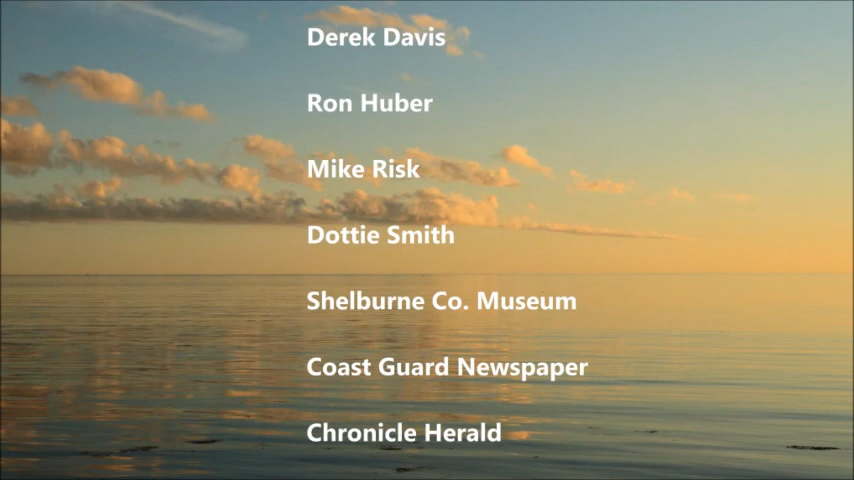 Derek Davis
Ron Huber
Mike Risk
Dottie Smith
Shelburne Co. Museum
Coast Guard Newspaper
Chronicle Herald